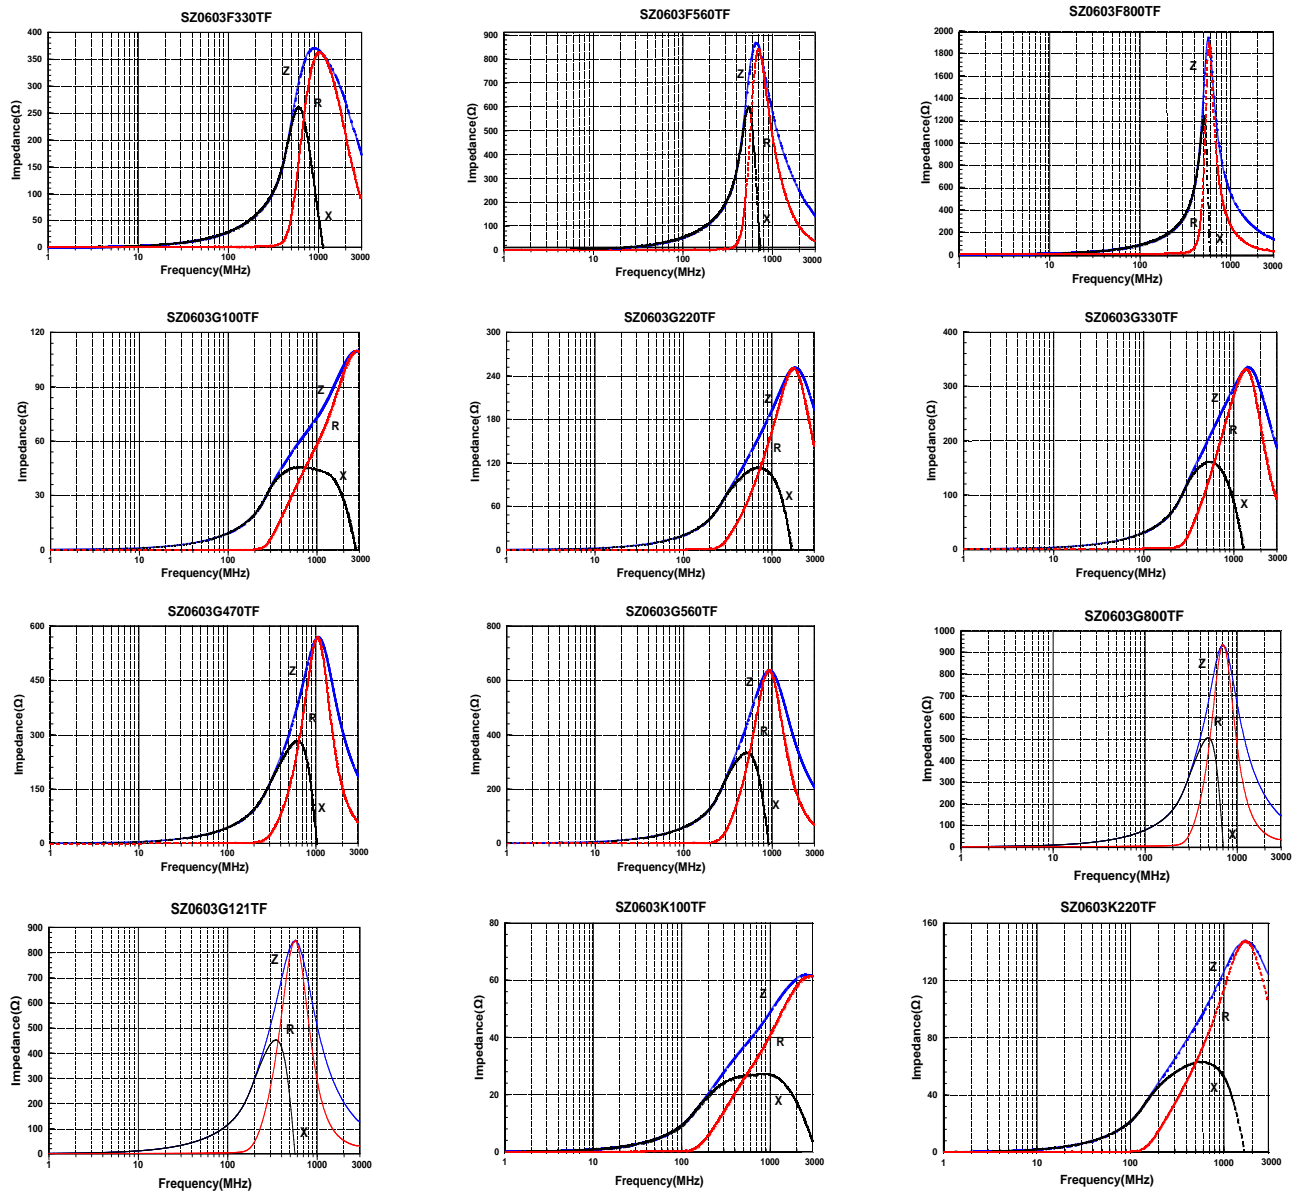 SZ0603F330TF
400
350
300
250
200
150
100
50
0
Impedance(Ω)
Z
R
X
1
10
100
1000
3000
Frequency(MHz)
SZ0603F560TF
900
800
700
600
500
400
300
200
100
0
Impedance(Ω)
Z
R
X
1
10
100
1000
3000
Frequency(MHz)
SZ0603F800TF
2000
1800
1600
1400
1200
1000
800
600
400
200
0
Impedance(Ω)
Z
R
X
1
10
100
1000
3000
Frequency(MHz)
SZ0603G100TF
120
90
60
30
0
Impedance(Ω)
Z
R
X
1
10
100
1000
3000
Frequency(MHz)
SZ0603G220TF
300
240
180
120
60
0
Impedance(Ω)
Z
R
X
1
10
100
1000
3000
Frequency(MHz)
SZ0603G330TF
400
300
200
100
0
Impedance(Ω)
Z
R
X
1
10
100
1000
3000
Frequency(MHz)
SZ0603G470TF
600
450
300
150
0
Impedance(Ω)
Z
R
X
1
10
100
1000
3000
Frequency(MHz)
SZ0603G560TF
800
600
400
200
0
Impedance(Ω)
Z
R
X
1
10
100
1000
3000
Frequency(MHz)
SZ0603G800TF
1000
900
800
700
600
500
400
300
200
100
0
Impedance(Ω)
Z
R
X
1
10
100
1000
3000
Frequency(MHz)
SZ0603G121TF
900
800
700
600
500
400
300
200
100
0
Impedance(Ω)
Z
R
X
1
10
100
1000
3000
Frequency(MHz)
SZ0603K100TF
80
60
40
20
0
Impedance(Ω)
Z
R
X
1
10
100
1000
3000
Frequency(MHz)
SZ0603K220TF
160
120
80
40
0
Impedance(Ω)
Z
R
X
1
10
100
1000
3000
Frequency(MHz)